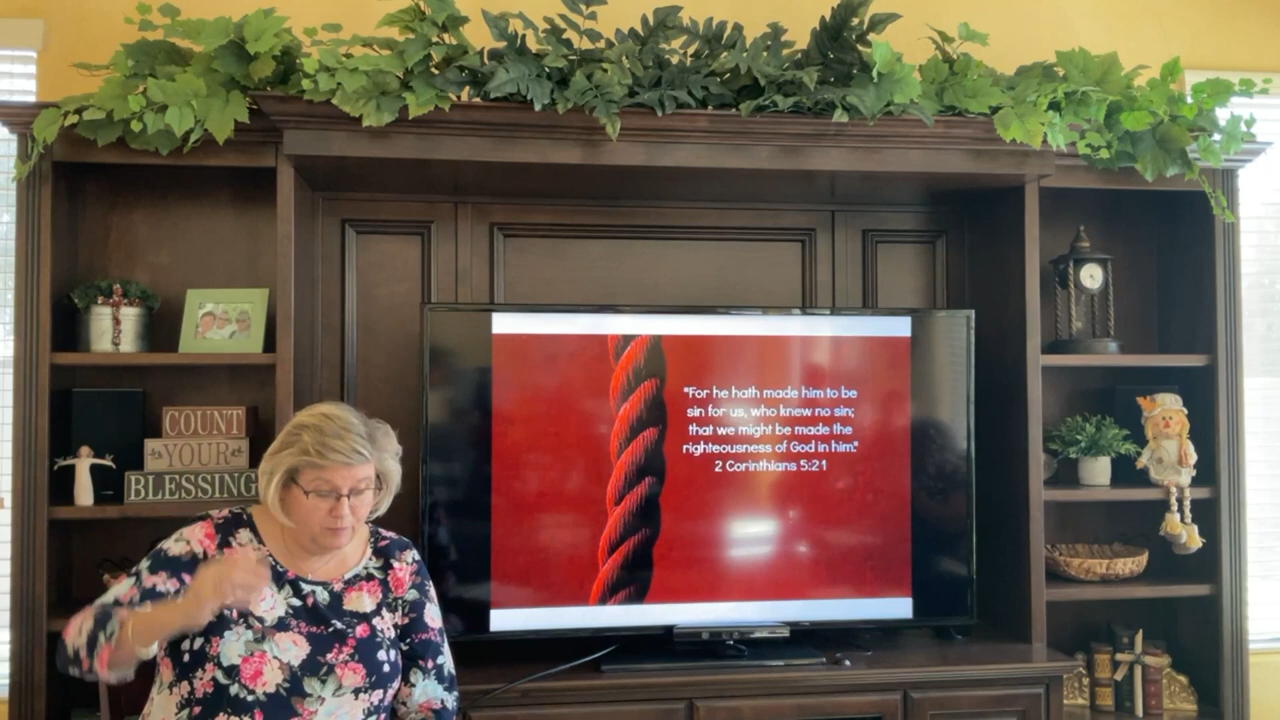 "For he hath made him to be
sin for us, who knew no sin;
that we might be made the
righteousness of God in him."
2 Corinthians 5:21
COUNT
YOUR
BLESSING